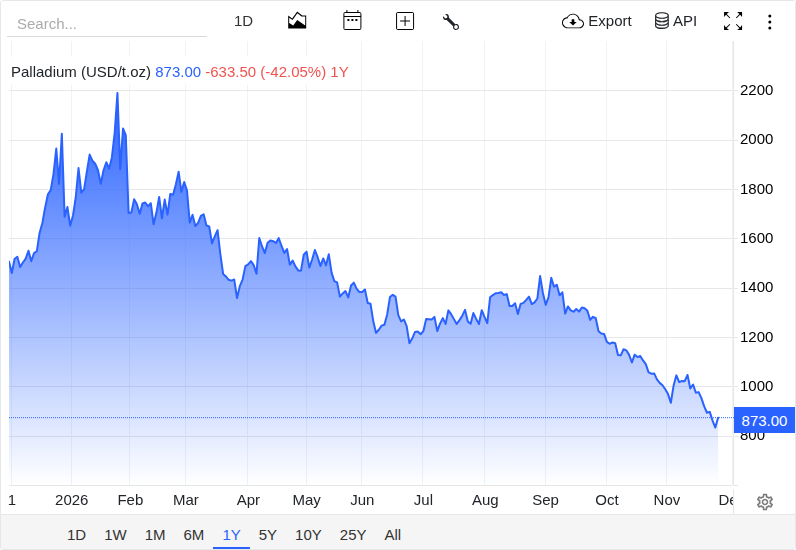 Search...
1D
Export
API
Palladium (USD/t.oz) 873.00 -633.50 (-42.05%) 1Y
2200
2000
1800
1600
1400
1200
1000
873.00
800
1 2026 Feb Mar Apr May Jun Jul Aug Sep Oct Nov De
1D 1W 1M 6M 1Y 5Y 10Y 25Y All